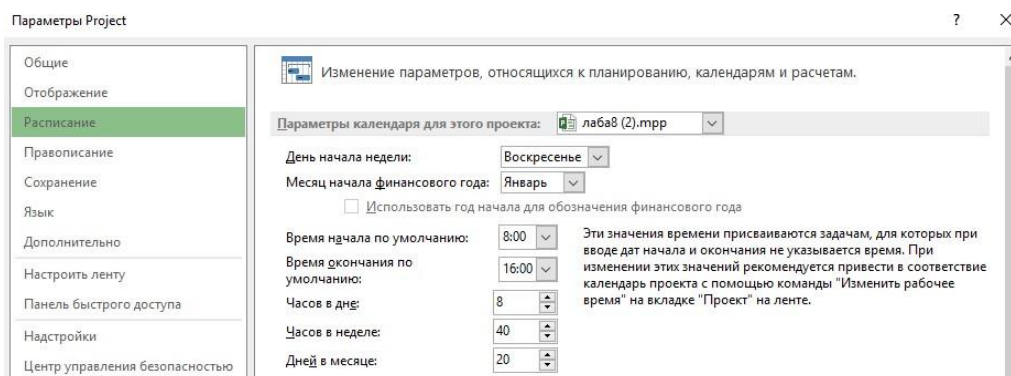 Параметры Project
?
Общие
Отображение
Расписание
Правописание
Сохранение
Язык
Дополнительно
Настроить ленту
Панель быстрого доступа
Надстройки
Центр управления безопасностью
Изменение параметров, относящихся к планированию, календарям и расчетам.
Параметры календаря для этого проекта: лаба8 (2).mpp
День начала недели: Воскресенье
Месяц начала финансового года: Январь
Использовать год начала для обозначения финансового года
Время начала по умолчанию: 8:00
Время окончания по
умолчанию: 16:00
Часов в дне: 8
Часов в неделе: 40
Дней в месяце: 20
Эти значения времени присваиваются задачам, для которых при
вводе дат начала и окончания не указывается время. При
изменении этих значений рекомендуется привести в соответствие
календарь проекта с помощью команды "Изменить рабочее
время" на вкладке "Проект" на ленте.